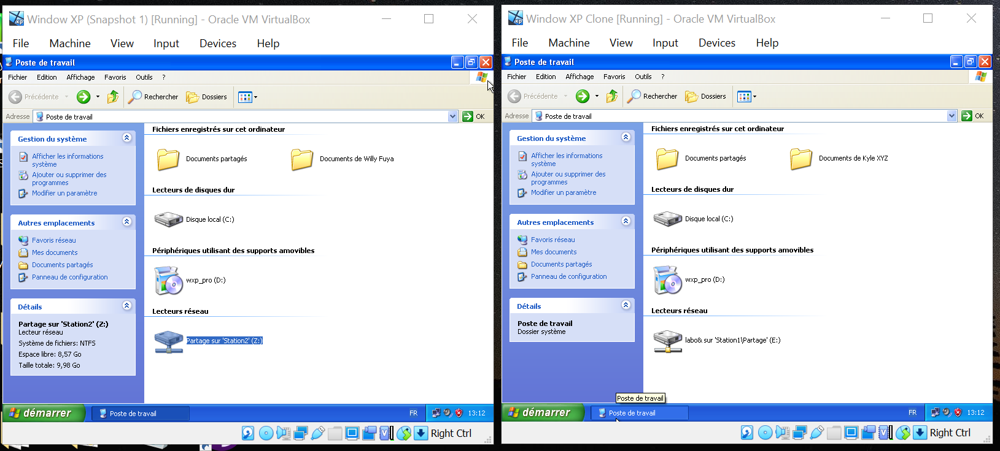 Window XP (Snapshot 1) [Running] - Oracle VM VirtualBox
File Machine View Input Devices Help
Poste de travail
Fichier Edition Affichage Favoris Outils ?
Précédente Rechercher Dossiers
Adresse Poste de travail OK
Gestion du système
Afficher les informations
système
Ajouter ou supprimer des
programmes
Modifier un paramètre
Autres emplacements
Favoris réseau
Mes documents
Documents partagés
Panneau de configuration
Détails
Partage sur 'Station2' (Z:)
Lecteur réseau
Système de fichiers: NTFS
Espace libre: 8,57 Go
Taille totale: 9,98 Go
Fichiers enregistrés sur cet ordinateur
Documents partagés Documents de Willy Fuya
Lecteurs de disques dur
Disque local (C:)
Périphériques utilisant des supports amovibles
wxp_pro (D:)
Lecteurs réseau
Partage sur 'Station2' (Z:)
démarrer Poste de travail FR 13:12
Right Ctrl
Window XP Clone [Running] - Oracle VM VirtualBox
File Machine View Input Devices Help
Poste de travail
Fichier Edition Affichage Favoris Outils ?
Précédente Rechercher Dossiers
Adresse Poste de travail OK
Gestion du système
Afficher les informations
système
Ajouter ou supprimer des
programmes
Modifier un paramètre
Autres emplacements
Favoris réseau
Mes documents
Documents partagés
Panneau de configuration
Détails
Poste de travail
Dossier système
Fichiers enregistrés sur cet ordinateur
Documents partagés Documents de Kyle XYZ
Lecteurs de disques dur
Disque local (C:)
Périphériques utilisant des supports amovibles
wxp_pro (D:)
Lecteurs réseau
labo& sur 'Station1\Partage' (E:)
Poste de travail
démarrer Poste de travail FR 13:12
Right Ctrl